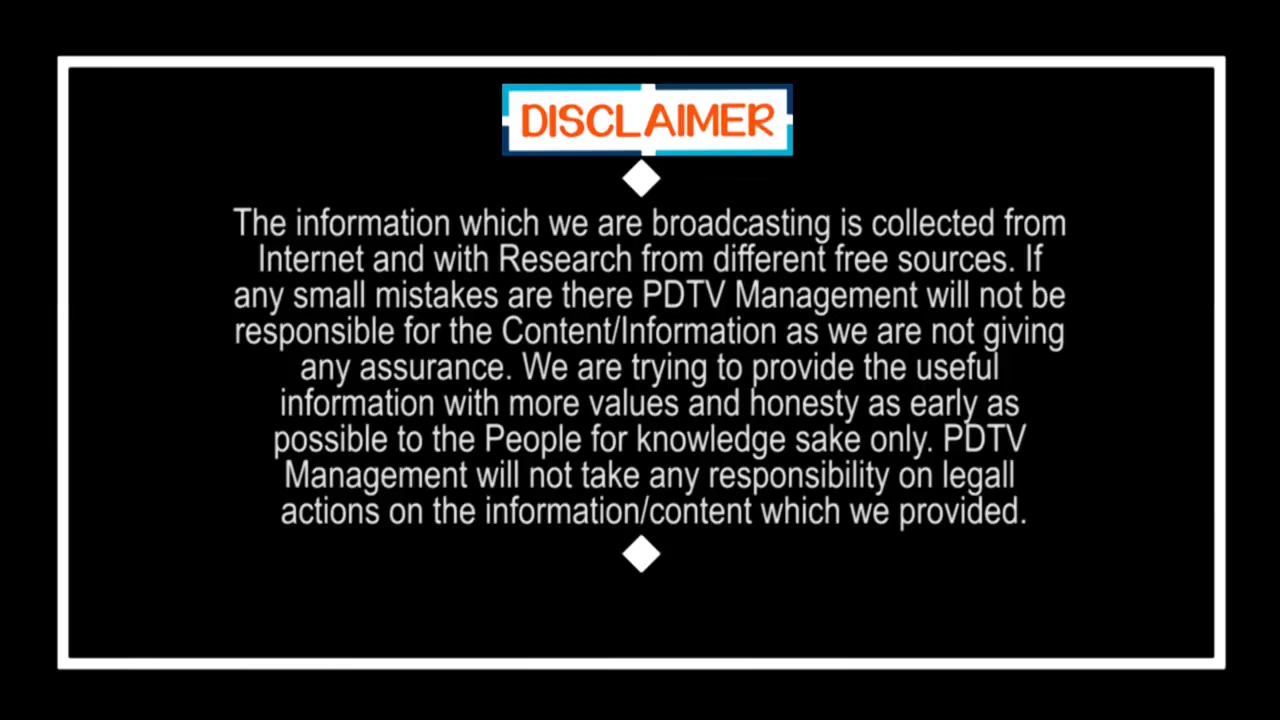 DISCLAIMER
The information which we are broadcasting is collected from
Internet and with Research from different free sources. If
any small mistakes are there PDTV Management will not be
responsible for the Content/Information as we are not giving
any assurance. We are trying to provide the useful
information with more values and honesty as early as
possible to the People for knowledge sake only. PDTV
Management will not take any responsibility on legall
actions on the information/content which we provided.